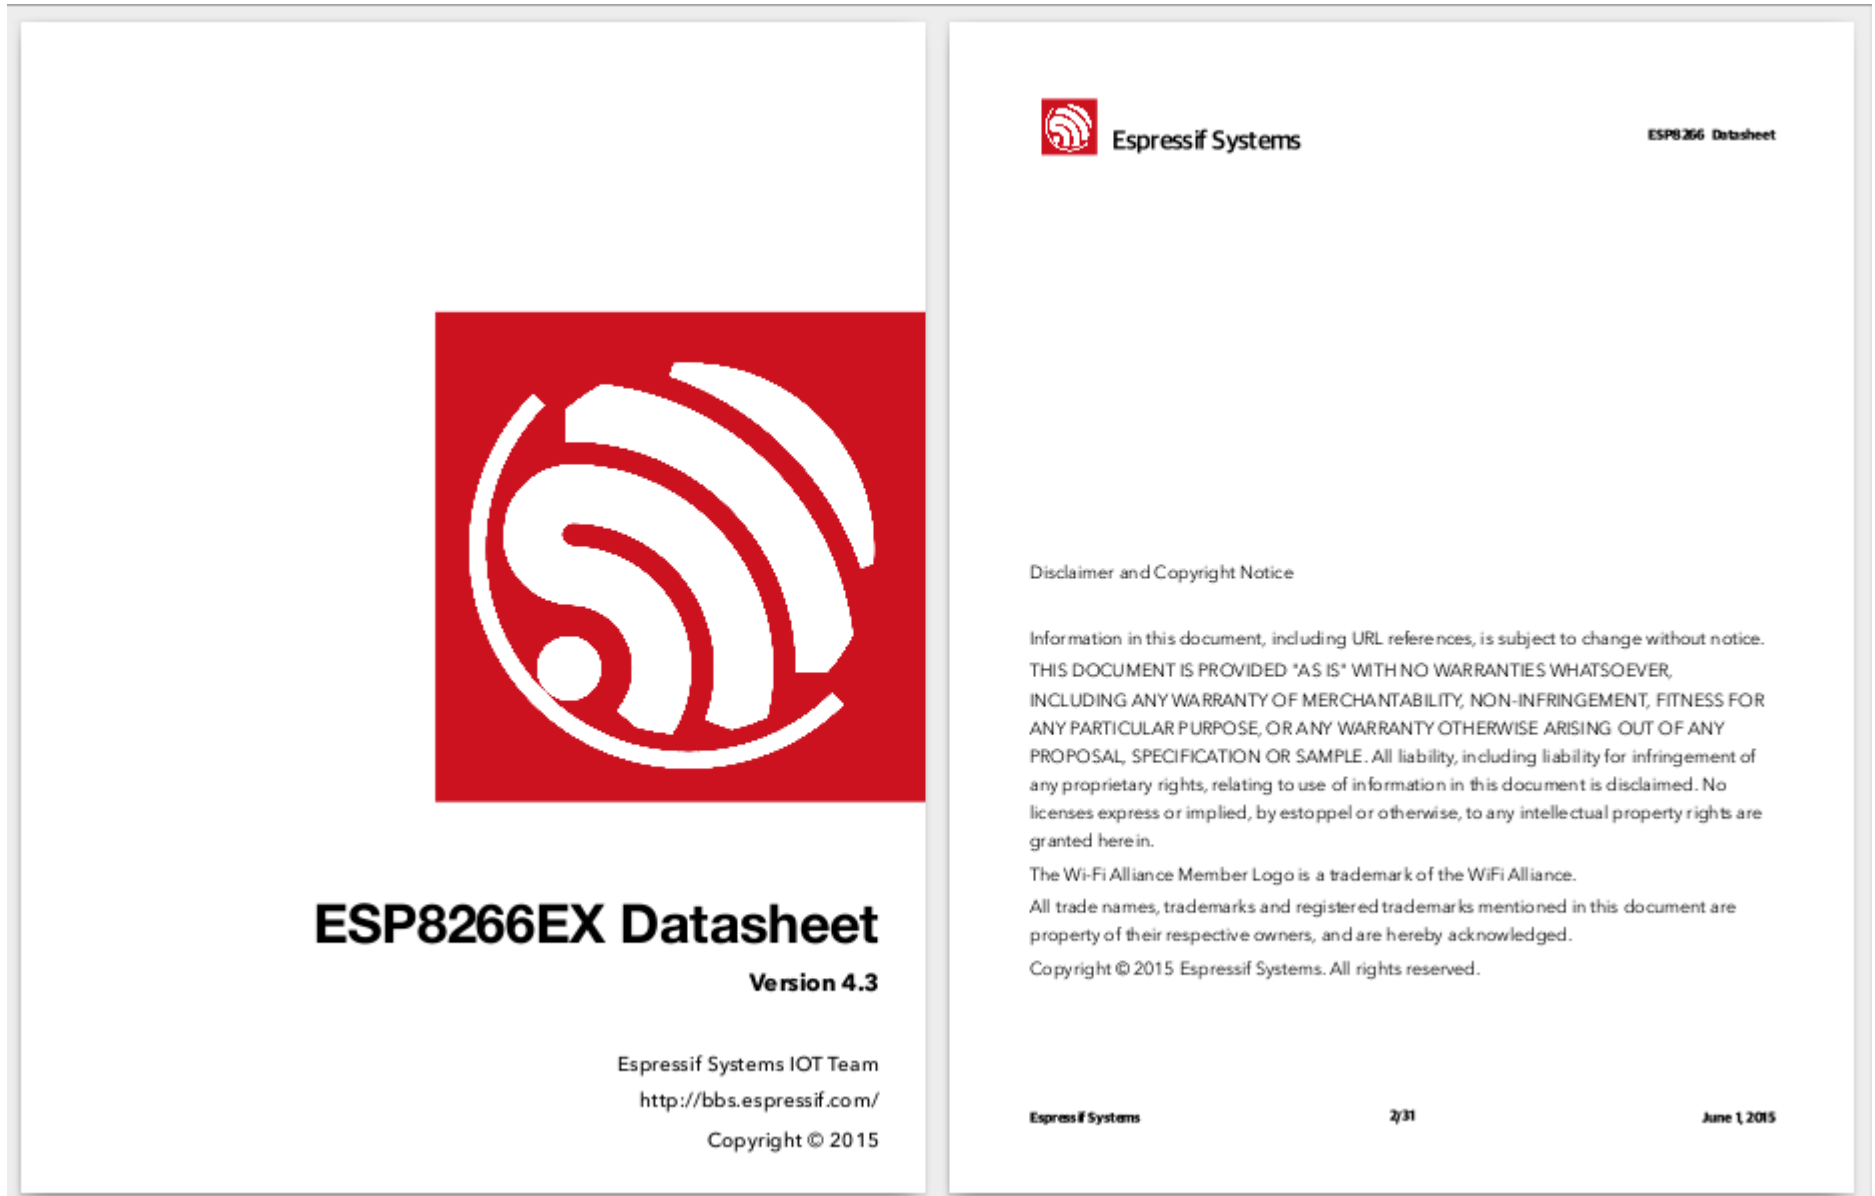 ESP8266EX Datasheet
Version 4.3
Espressif Systems IOT Team
http://bbs.espressif.com/
Copyright © 2015
Espressif Systems
ESP8266 Datasheet
Disclaimer and Copyright Notice
Information in this document, including URL references, is subject to change without notice.
THIS DOCUMENT IS PROVIDED "AS IS" WITH NO WARRANTIES WHATSOEVER,
INCLUDING ANY WARRANTY OF MERCHANTABILITY, NON-INFRINGEMENT, FITNESS FOR
ANY PARTICULAR PURPOSE, OR ANY WARRANTY OTHERWISE ARISING OUT OF ANY
PROPOSAL, SPECIFICATION OR SAMPLE. All liability, including liability for infringement of
any proprietary rights, relating to use of information in this document is disclaimed. No
licenses express or implied, by estoppel or otherwise, to any intellectual property rights are
granted herein.
The Wi-Fi Alliance Member Logo is a trademark of the WiFi Alliance.
All trade names, trademarks and registered trademarks mentioned in this document are
property of their respective owners, and are hereby acknowledged.
Copyright © 2015 Espressif Systems. All rights reserved.
Espressif Systems
2/31
June 1, 2015